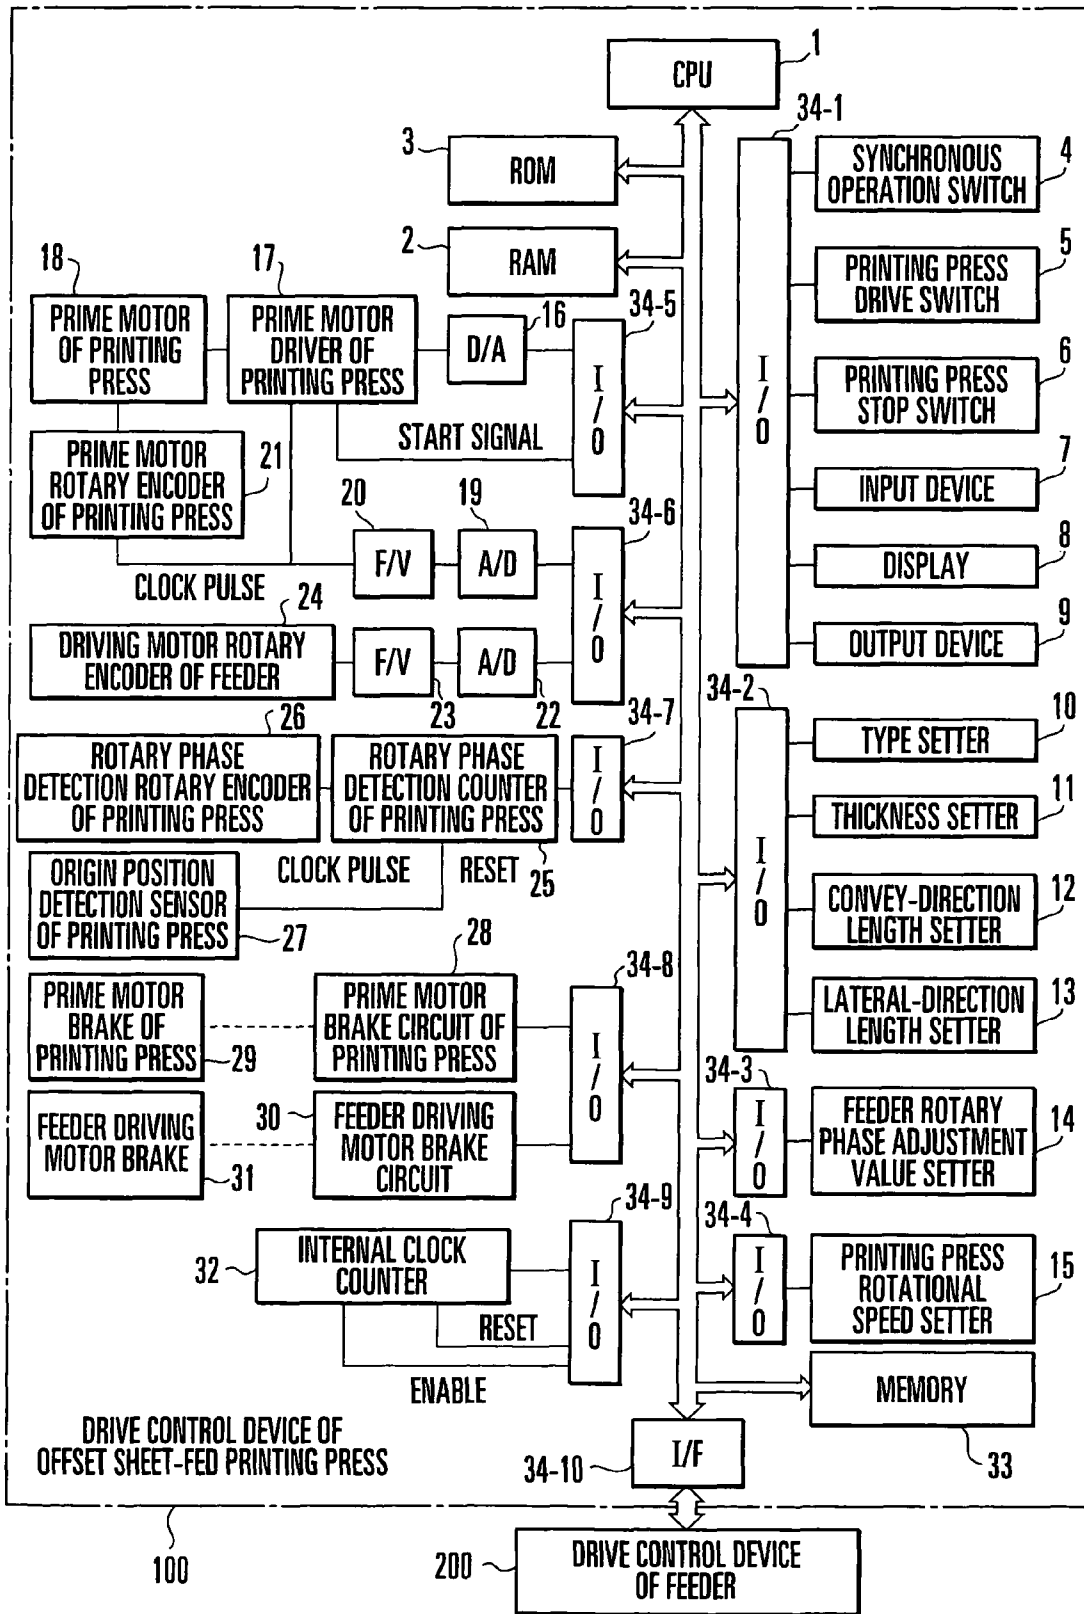 1
CPU
34-1
3
ROM
SYNCHRONOUS
OPERATION SWITCH
4
2
RAM
PRINTING PRESS
DRIVE SWITCH
5
18
PRIME MOTOR
OF PRINTING
PRESS
17
PRIME MOTOR
DRIVER OF
PRINTING PRESS
16
D/A
34-5
I/O
START SIGNAL
I/O
PRINTING PRESS
STOP SWITCH
6
PRIME MOTOR
ROTARY ENCODER
OF PRINTING PRESS
21
INPUT DEVICE
7
20
F/V
19
A/D
34-6
I/O
CLOCK PULSE
DISPLAY
8
24
DRIVING MOTOR ROTARY
ENCODER OF FEEDER
F/V
23
A/D
22
OUTPUT DEVICE
9
34-2
I/O
34-7
I/O
26
ROTARY PHASE
DETECTION ROTARY ENCODER
OF PRINTING PRESS
ROTARY PHASE
DETECTION COUNTER
OF PRINTING PRESS
25
TYPE SETTER
10
THICKNESS SETTER
11
CLOCK PULSE
RESET
ORIGIN POSITION
DETECTION SENSOR
OF PRINTING PRESS
27
CONVEY-DIRECTION
LENGTH SETTER
12
28
34-8
I/O
PRIME MOTOR
BRAKE OF
PRINTING PRESS
29
PRIME MOTOR
BRAKE CIRCUIT OF
PRINTING PRESS
LATERAL-DIRECTION
LENGTH SETTER
13
34-3
I/O
FEEDER DRIVING
MOTOR BRAKE
31
30
FEEDER DRIVING
MOTOR BRAKE
CIRCUIT
FEEDER ROTARY
PHASE ADJUSTMENT
VALUE SETTER
14
34-9
I/O
34-4
I/O
32
INTERNAL CLOCK
COUNTER
RESET
ENABLE
PRINTING PRESS
ROTATIONAL
SPEED SETTER
15
MEMORY
33
DRIVE CONTROL DEVICE OF
OFFSET SHEET-FED PRINTING PRESS
34-10
I/F
100
200
DRIVE CONTROL DEVICE
OF FEEDER